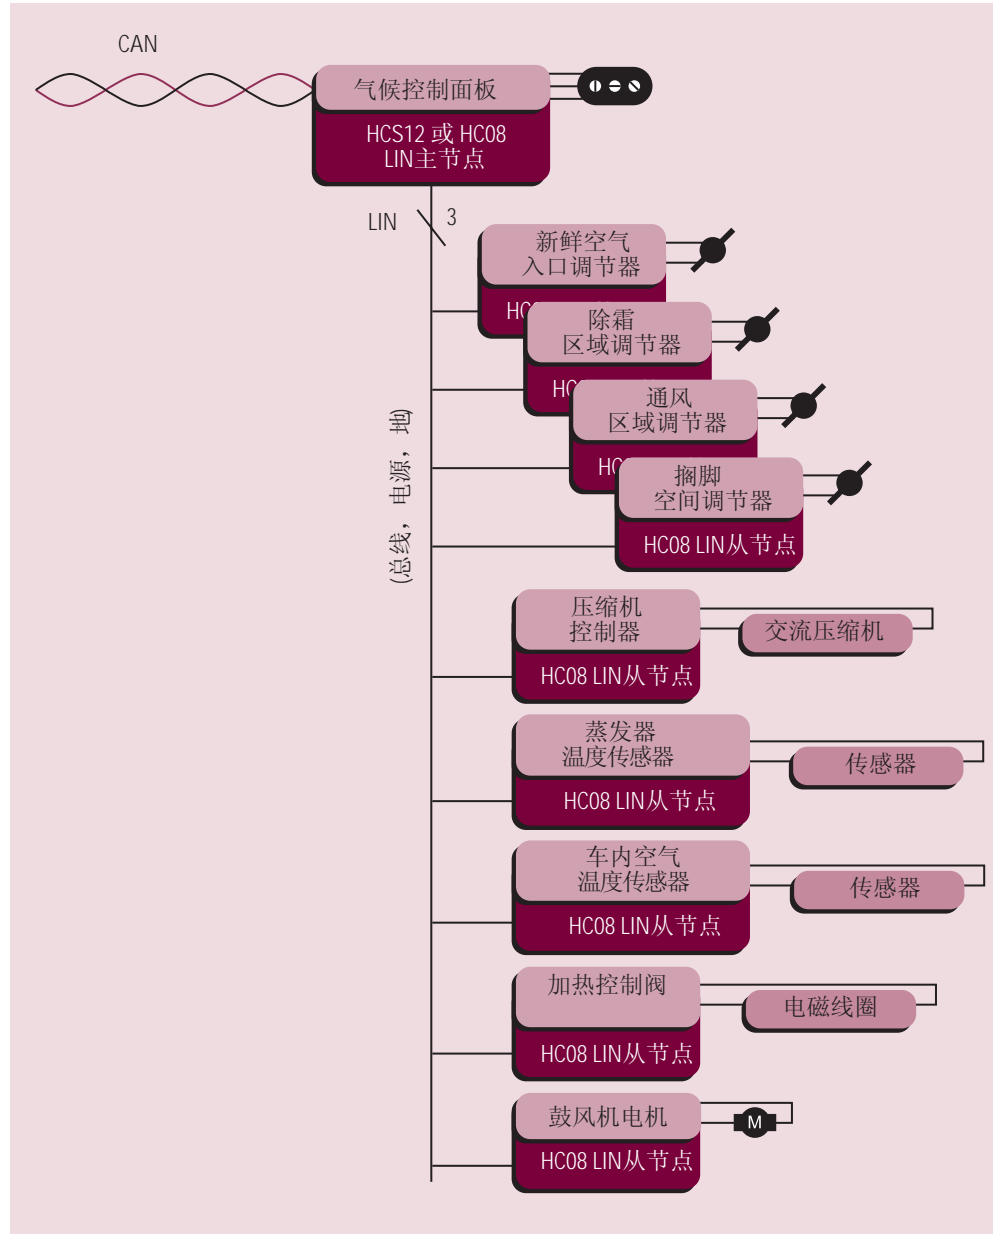 CAN
气候控制面板
HCS12 或 HC08
LIN主节点
LIN
3
(总线，电源，地)
新鲜空气
入口调节器
HC
除霜
区域调节器
HC
通风
区域调节器
HC
搁脚
空间调节器
HC08 LIN从节点
压缩机
控制器
HC08 LIN从节点
交流压缩机
蒸发器
温度传感器
HC08 LIN从节点
传感器
车内空气
温度传感器
HC08 LIN从节点
传感器
加热控制阀
HC08 LIN从节点
电磁线圈
鼓风机电机
HC08 LIN从节点
M